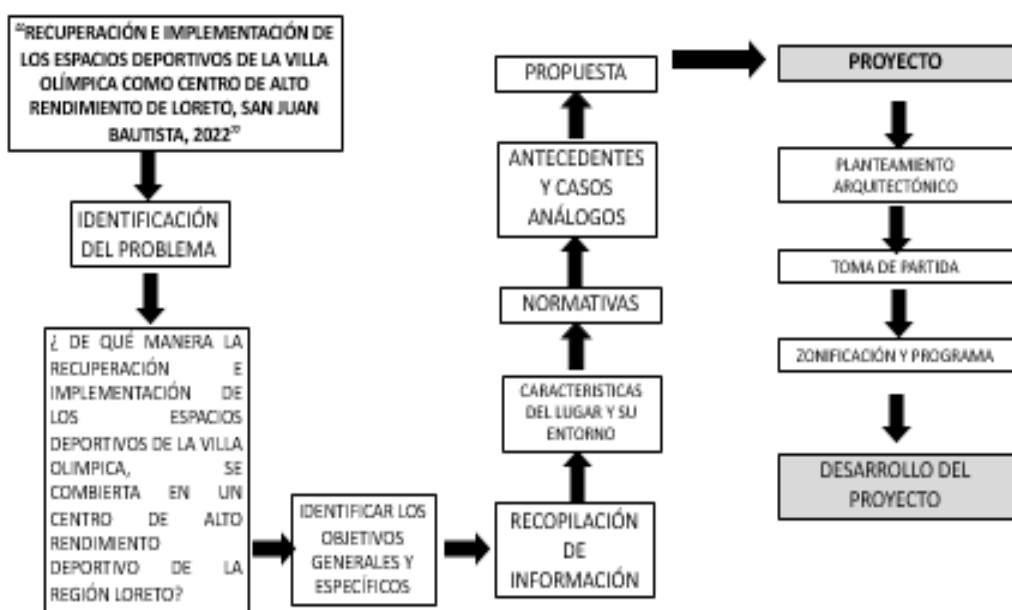 "RECUPERACIÓN E IMPLEMENTACIÓN DE
LOS ESPACIOS DEPORTIVOS DE LA VILLA
OLÍMPICA COMO CENTRO DE ALTO
RENDIMIENTO DE LORETO, SAN JUAN
BAUTISTA, 2022"
IDENTIFICACIÓN
DEL PROBLEMA
¿ DE QUÉ MANERA LA
RECUPERACIÓN E
IMPLEMENTACIÓN DE
LOS ESPACIOS
DEPORTIVOS DE LA VILLA
OLIMPICA, SE
COMBIERTA EN UN
CENTRO DE ALTO
RENDIMIENTO
DEPORTIVO DE LA
REGIÓN LORETO?
IDENTIFICAR LOS
OBJETIVOS
GENERALES Y
ESPECÍFICOS
RECOPILACIÓN
DE
INFORMACIÓN
CARACTERISTICAS
DEL LUGAR Y SU
ENTORNO
NORMATIVAS
ANTECEDENTES
Y CASOS
ANÁLOGOS
PROPUESTA
PROYECTO
PLANTEAMIENTO
ARQUITECTÓNICO
TOMA DE PARTIDA
ZONIFICACIÓN Y PROGRAMA
DESARROLLO DEL
PROYECTO